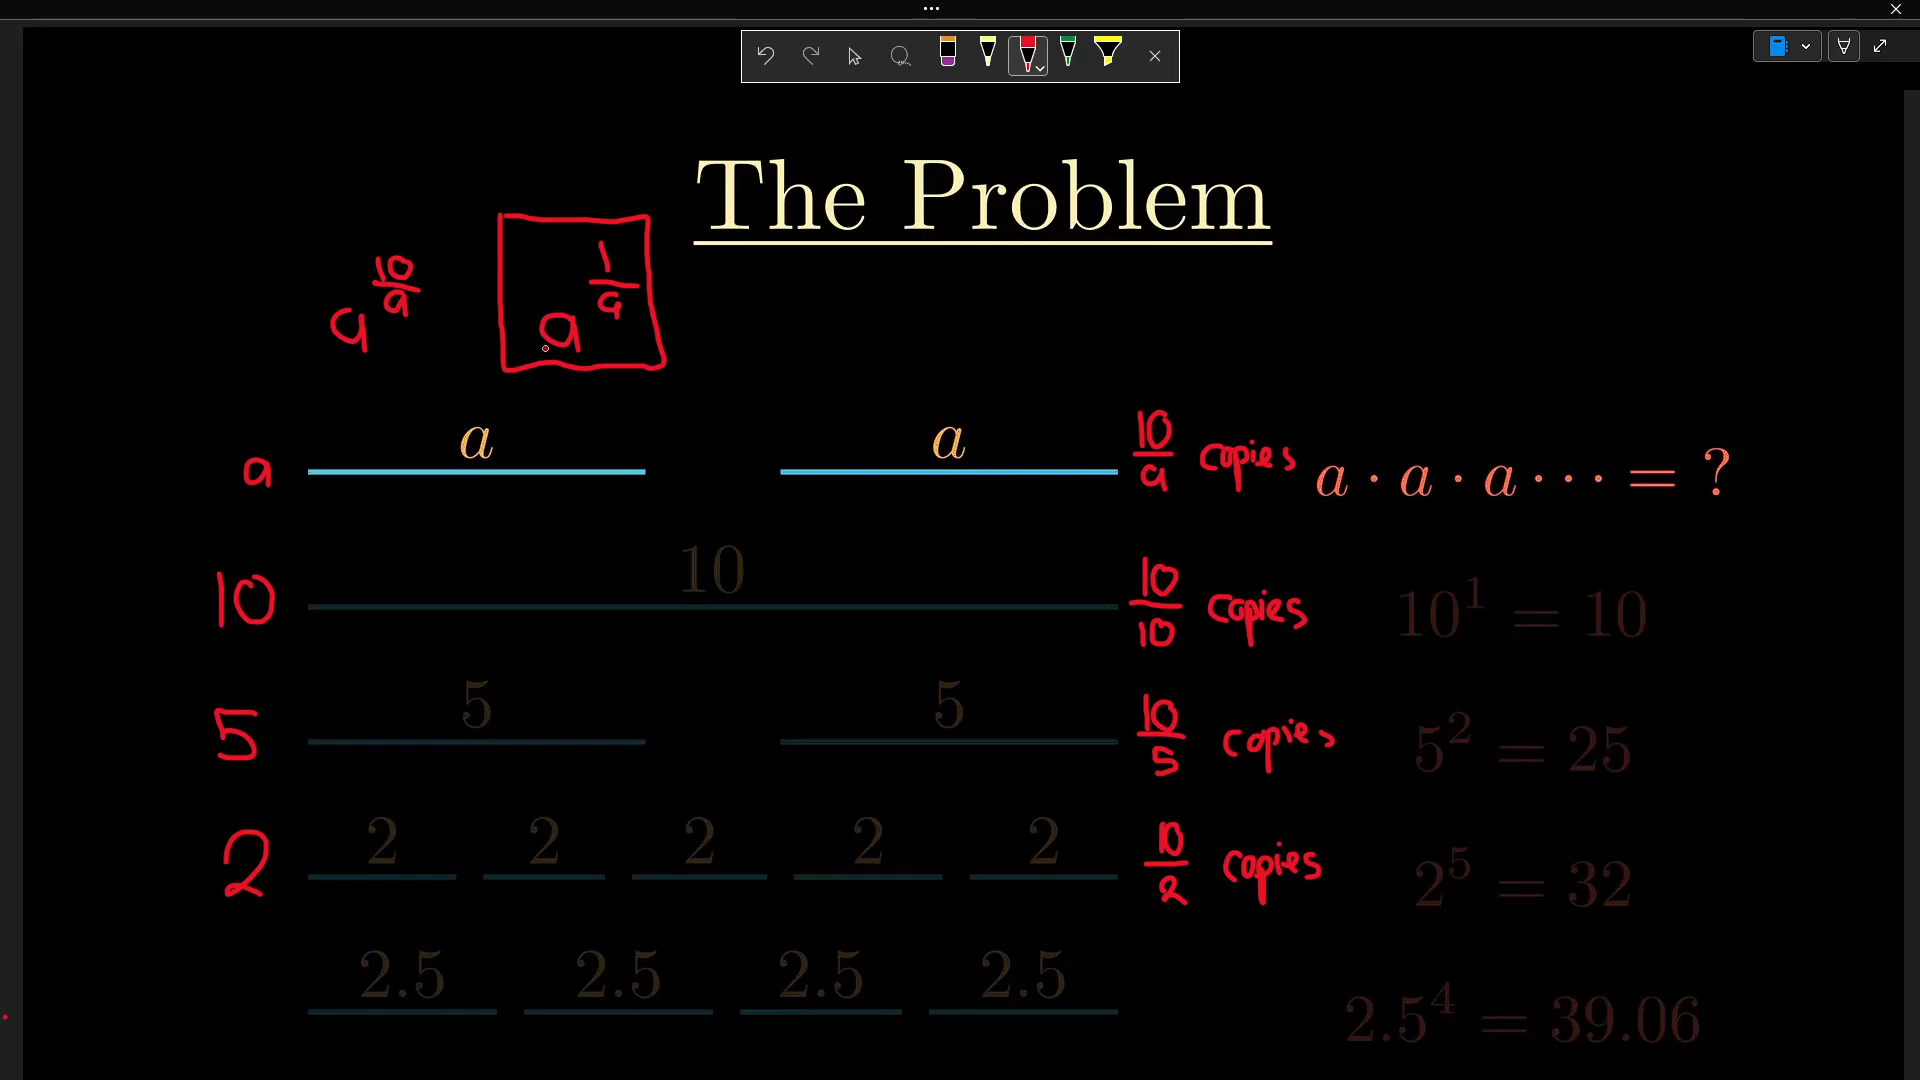 The Problem
a^{10/a} a^{1/a}
a a a 10/a copies a · a · a · · · = ?
10 10 10/10 copies 10^1 = 10
5 5 5 10/5 copies 5^2 = 25
2 2 2 2 2 2 10/2 copies 2^5 = 32
2.5 2.5 2.5 2.5 2.5^4 = 39.06